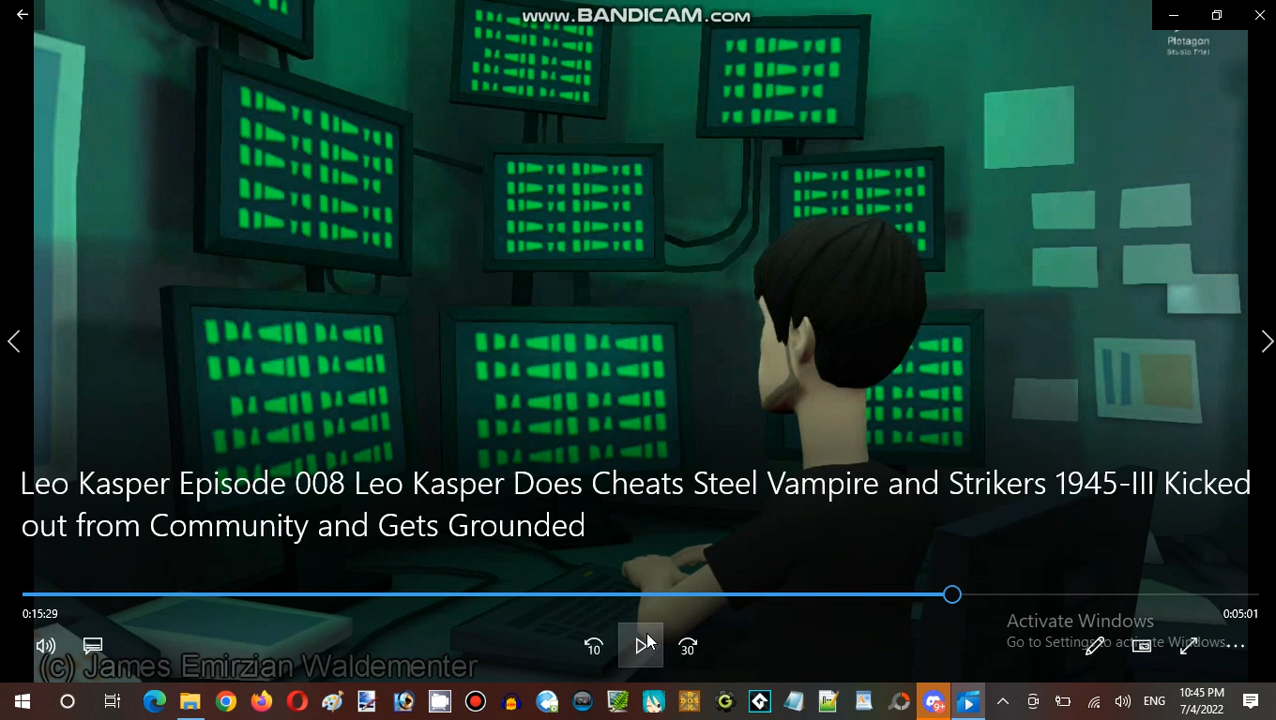 www.BANDICAM.com
Plotagon
Studio Trial
Leo Kasper Episode 008 Leo Kasper Does Cheats Steel Vampire and Strikers 1945-III Kicked
out from Community and Gets Grounded
0:15:29
0:05:01
Activate Windows
Go to Settings to activate Windows.
10
30
(c) James Emirzian Waldementer
9+
ENG
10:45 PM
7/4/2022